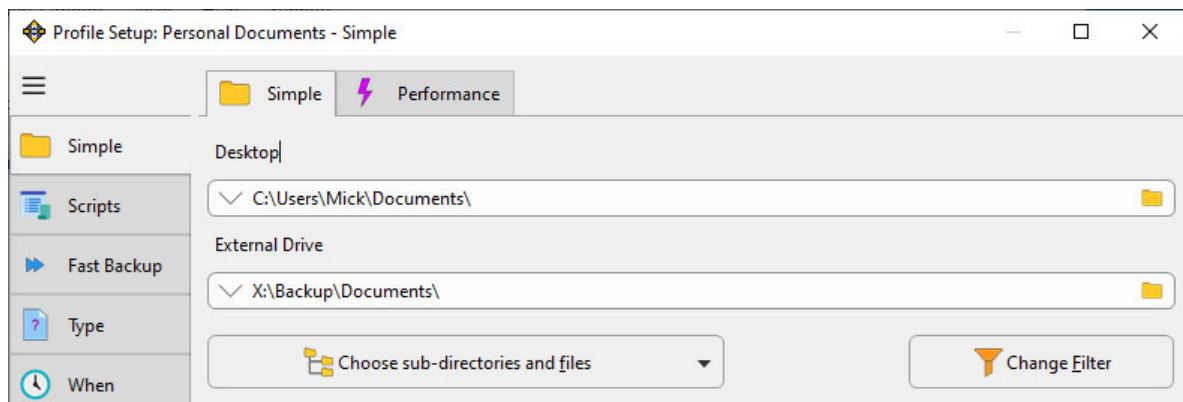 Profile Setup: Personal Documents - Simple
Simple
Performance
Simple
Desktop
Scripts
C:\Users\Mick\Documents\
External Drive
Fast Backup
X:\Backup\Documents\
Type
Choose sub-directories and files
Change Filter
When